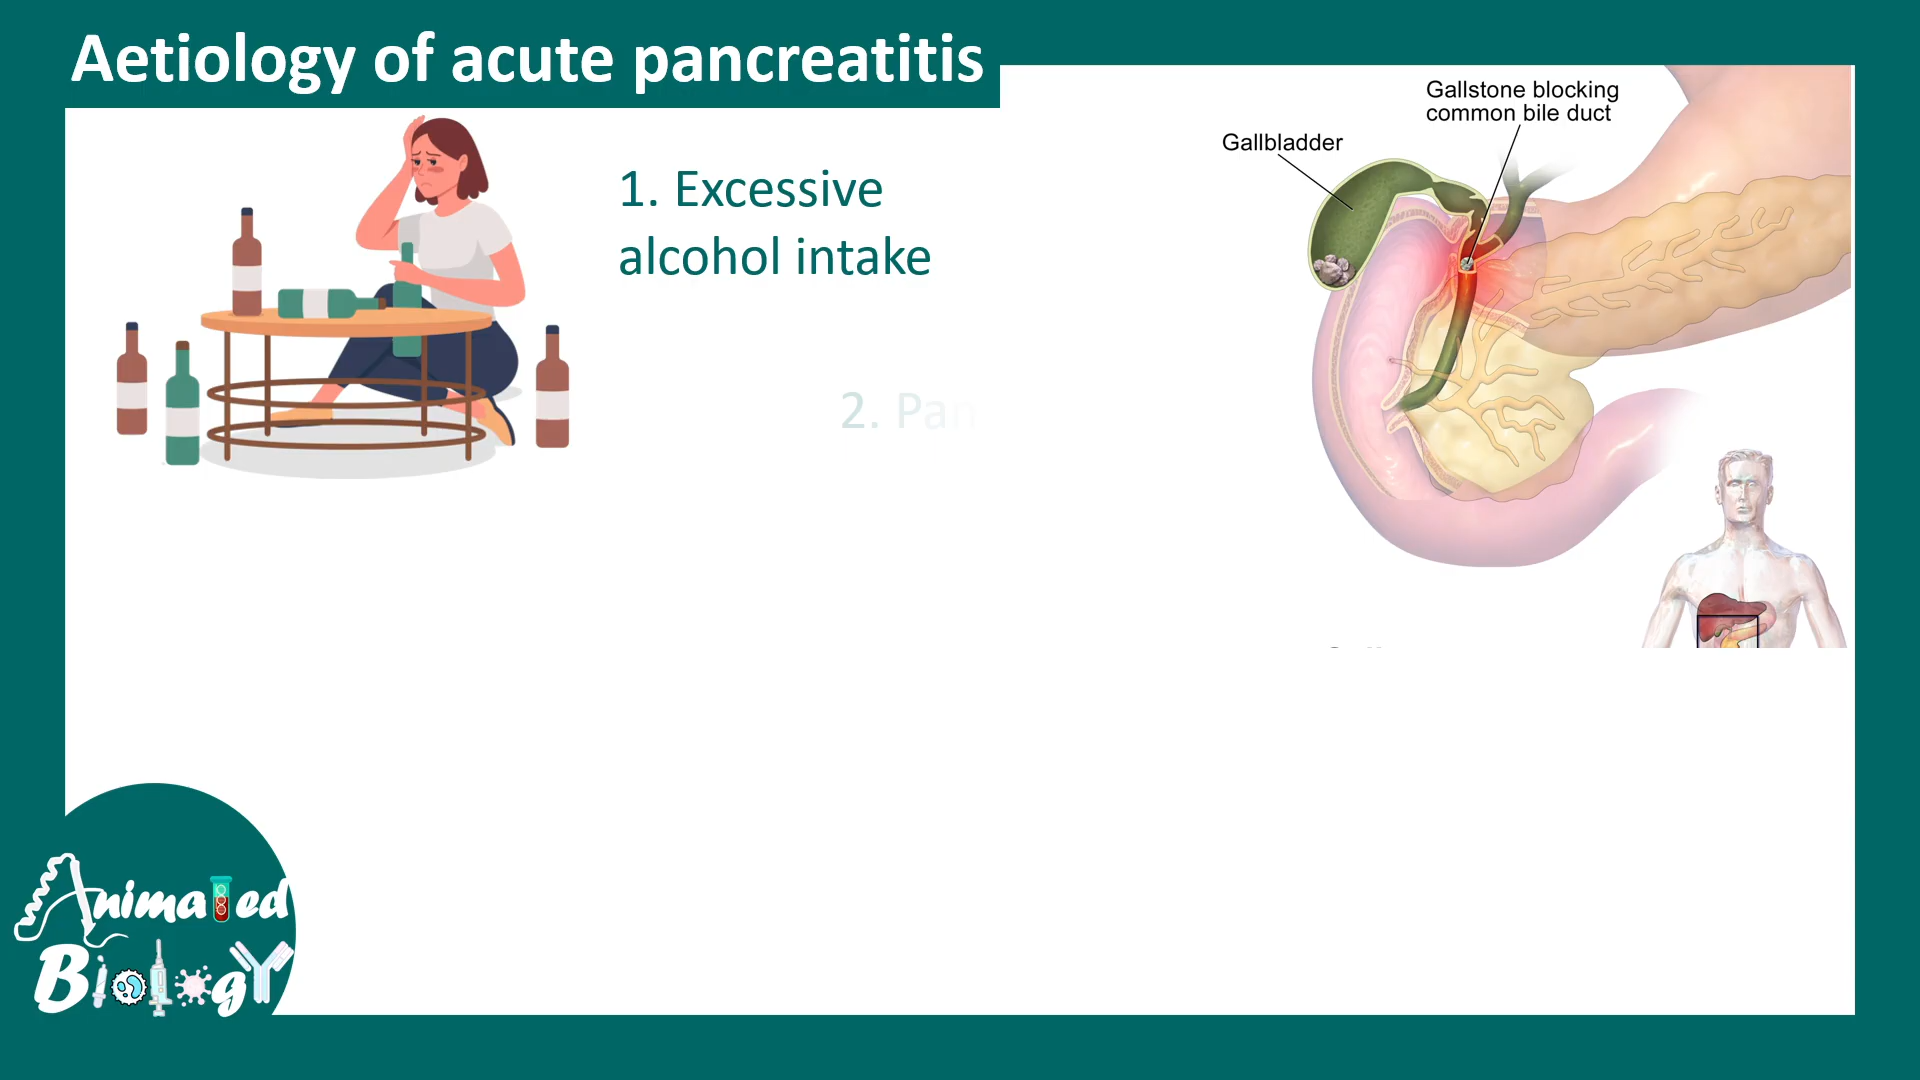 Aetiology of acute pancreatitis
Gallstone blocking
common bile duct
Gallbladder
1. Excessive
alcohol intake
2. Pan
Animated
Biology